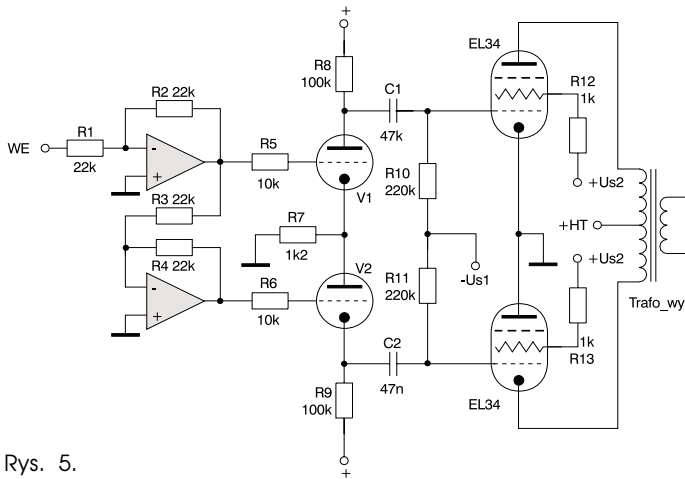 +
R8
100k
EL34
R2 22k
C1
R12
1k
R1
WE
22k
-
+
R5
10k
47k
V1
R10
220k
+Us2
R3 22k
R7
1k2
+HT
-
R4 22k
V2
R11
220k
-Us1
+Us2
+
R6
10k
Trafo_wy
C2
47n
1k
R13
R9
100k
EL34
+
Rys. 5.